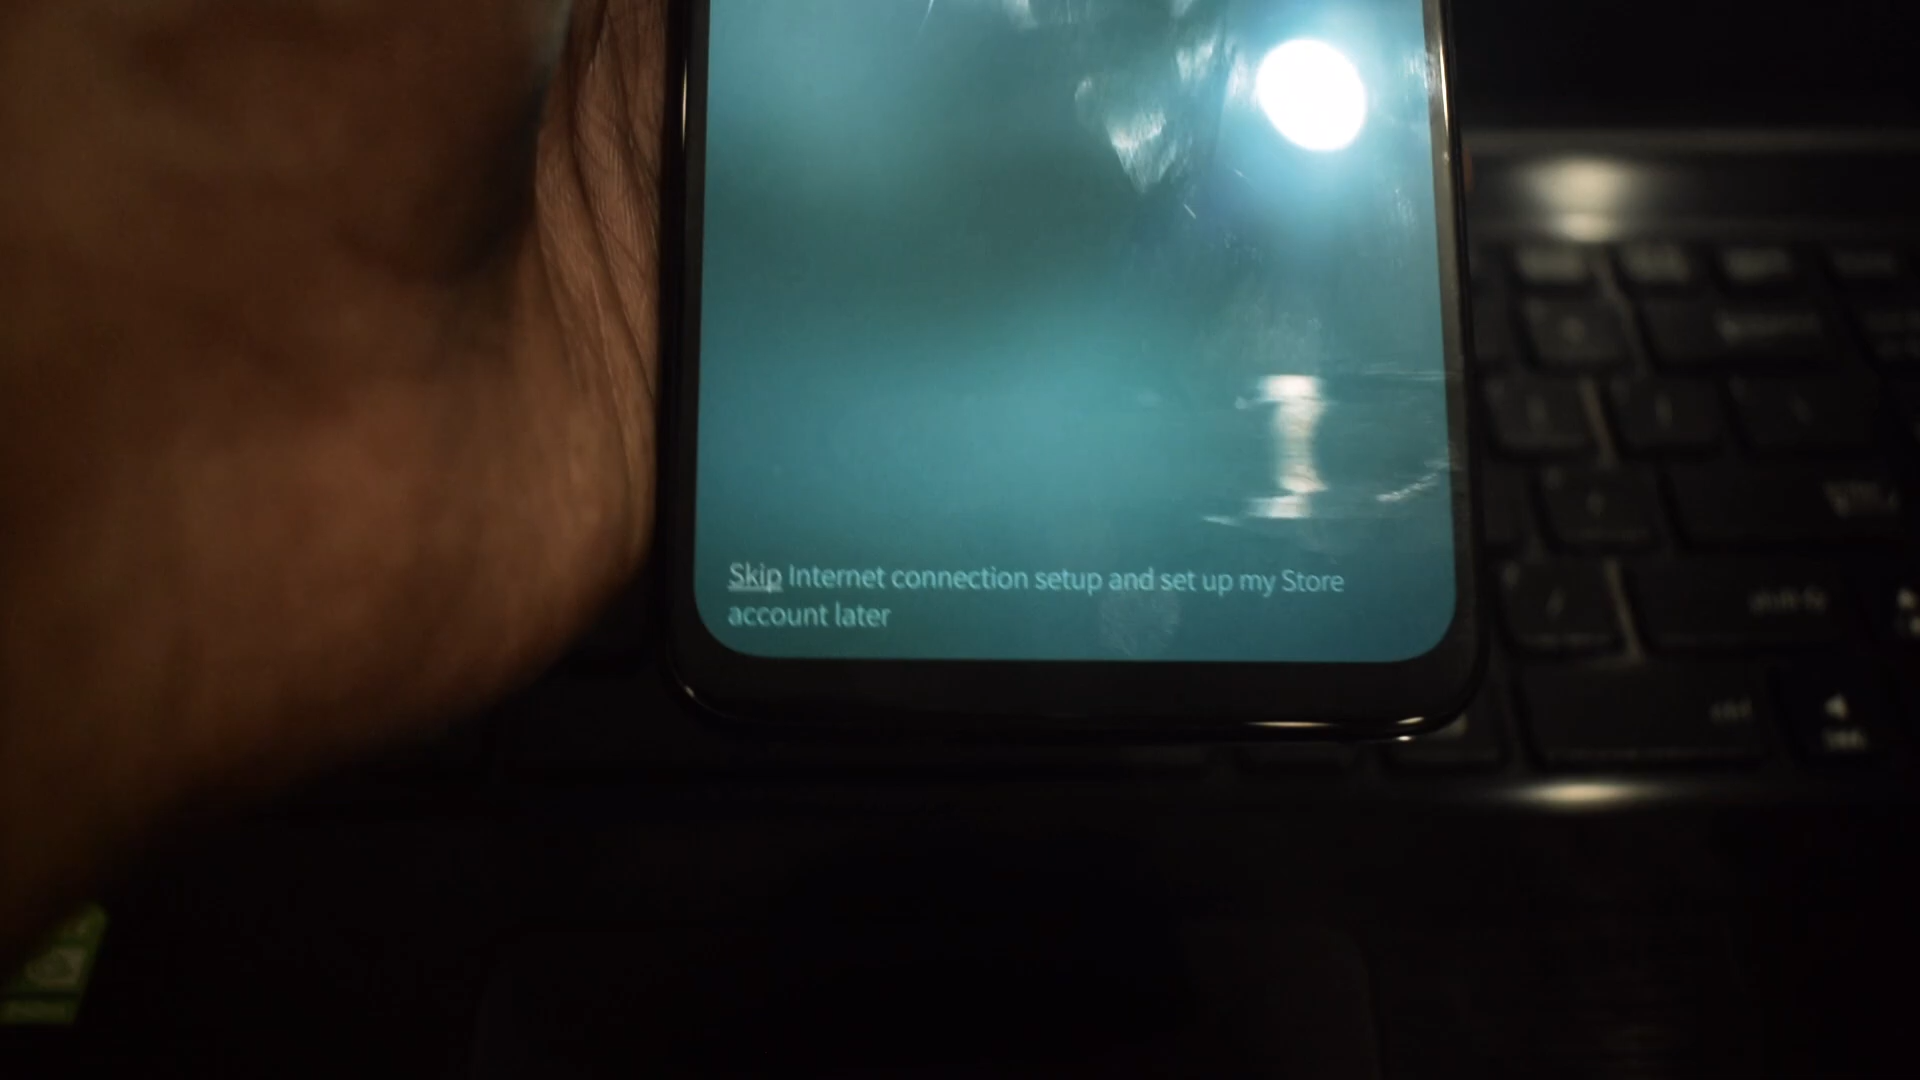 Skip Internet connection setup and set up my Store
account later